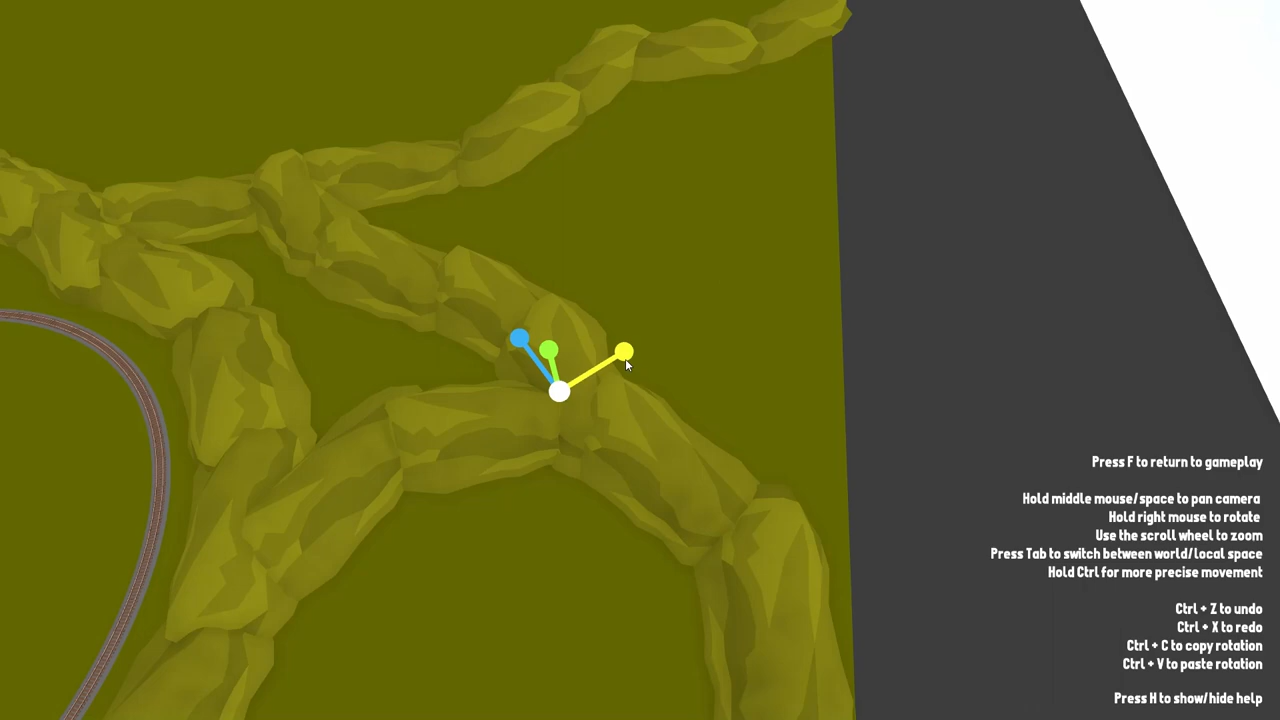 Press F to return to gameplay
Hold middle mouse/space to pan camera
Hold right mouse to rotate
Use the scroll wheel to zoom
Press Tab to switch between world/local space
Hold Ctrl for more precise movement
Ctrl + Z to undo
Ctrl + X to redo
Ctrl + C to copy rotation
Ctrl + V to paste rotation
Press H to show/hide help